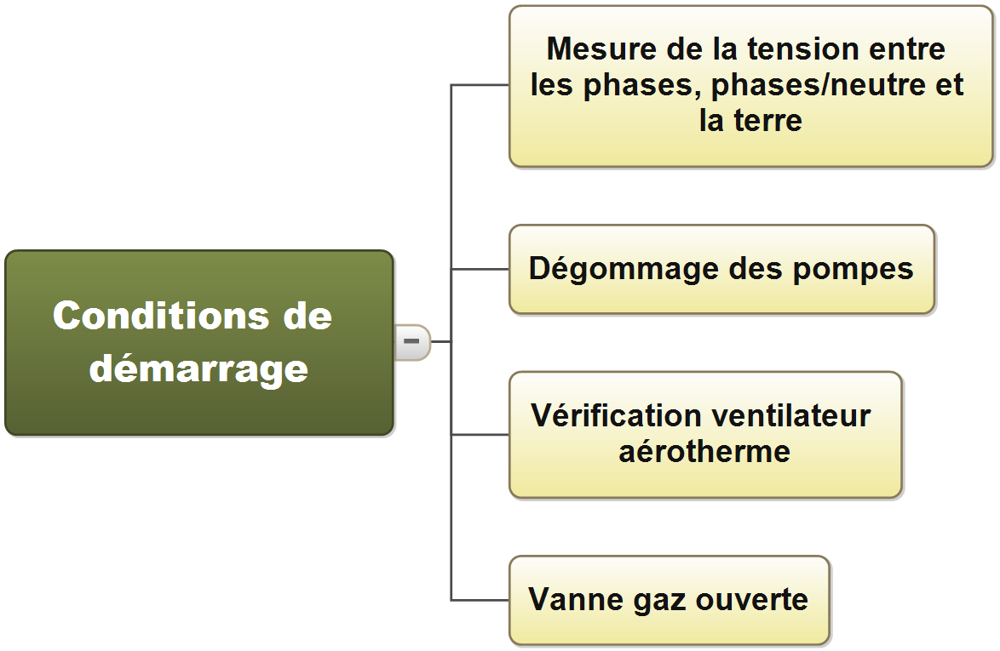 Conditions de
démarrage
Mesure de la tension entre
les phases, phases/neutre et
la terre
Dégommage des pompes
Vérification ventilateur
aérotherme
Vanne gaz ouverte